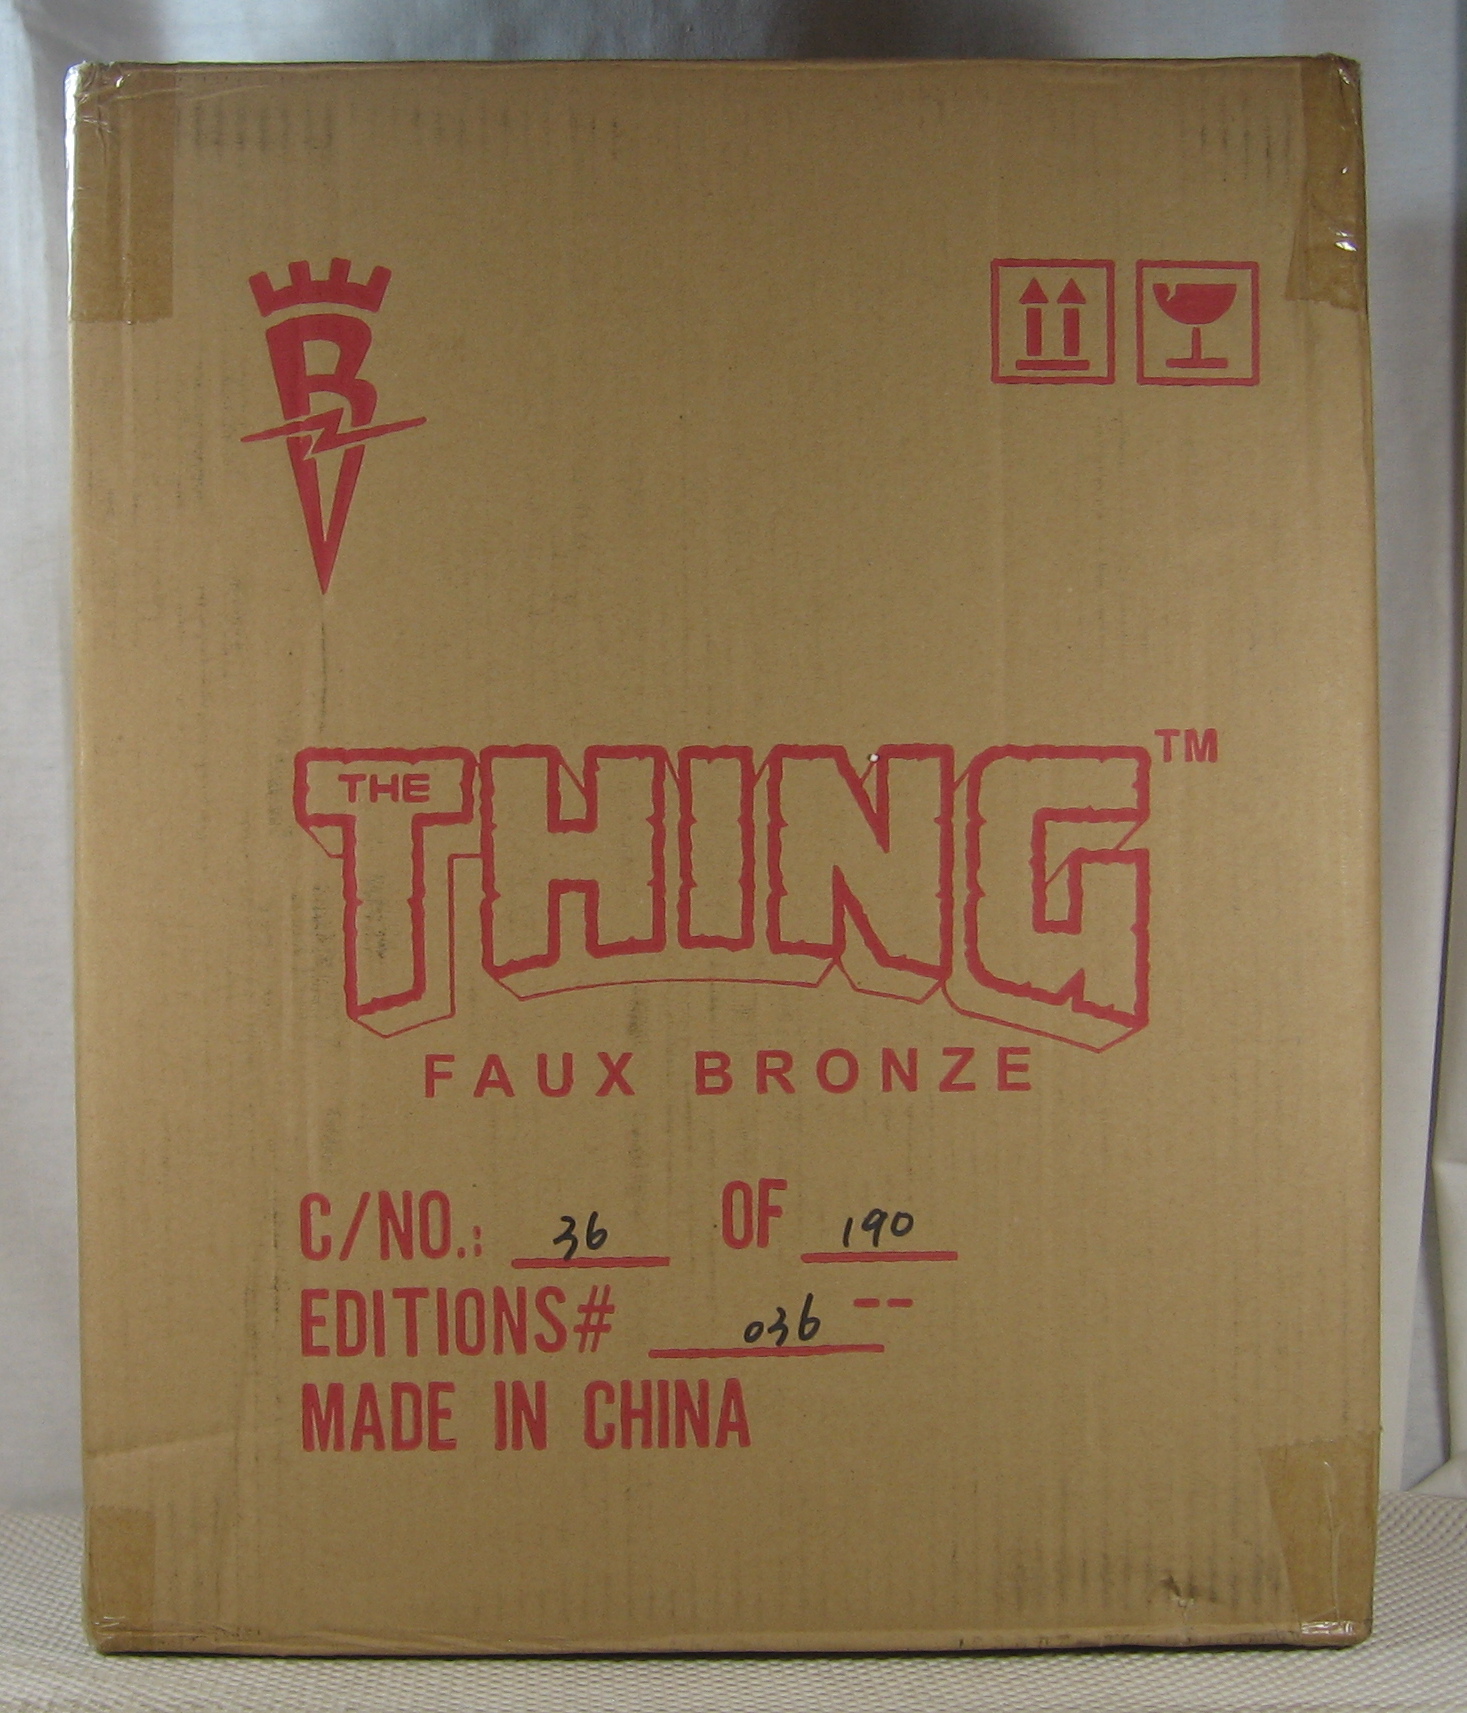 B
THE THING™
FAUX BRONZE
C/NO.: 36 OF 190
EDITIONS# 036 --
MADE IN CHINA